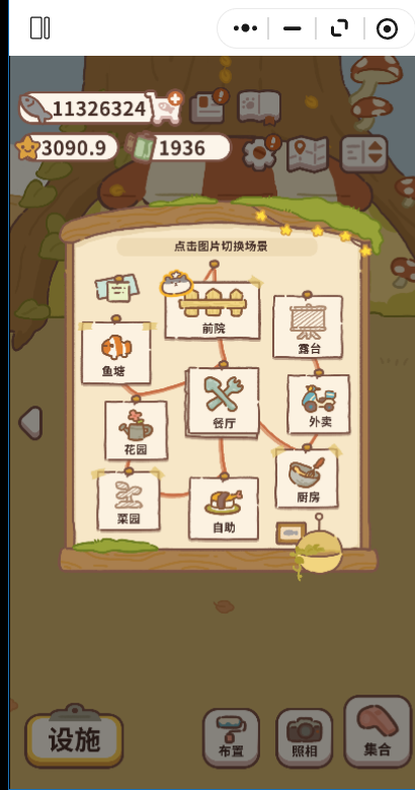 11326324
3090.9
1936
点击图片切换场景
前院
露台
鱼塘
餐厅
外卖
花园
厨房
菜园
自助
设施
布置
照相
集合